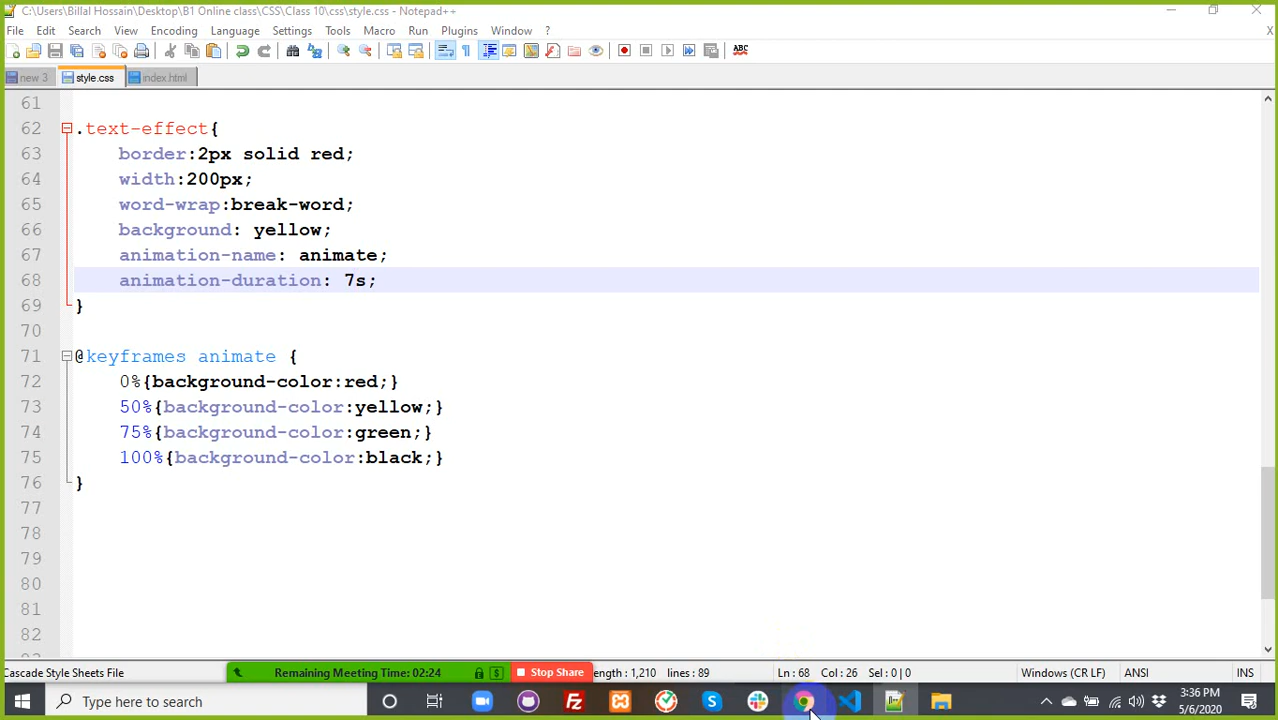 C:\Users\Billal Hossain\Desktop\B1 Online class\CSS\Class 10\css\style.css - Notepad++
File Edit Search View Encoding Language Settings Tools Macro Run Plugins Window ? X
ABC
new 3 style.css index.html
61
62 .text-effect{
63 border:2px solid red;
64 width:200px;
65 word-wrap:break-word;
66 background: yellow;
67 animation-name: animate;
68 animation-duration: 7s;
69 }
70
71 @keyframes animate {
72 0%{background-color:red;}
73 50%{background-color:yellow;}
74 75%{background-color:green;}
75 100%{background-color:black;}
76 }
77
78
79
80
81
82
Cascade Style Sheets File Remaining Meeting Time: 02:24 $ Stop Share ength : 1,210 lines : 89 Ln : 68 Col : 26 Sel : 0 | 0 Windows (CR LF) ANSI INS
Type here to search
3:36 PM
5/6/2020